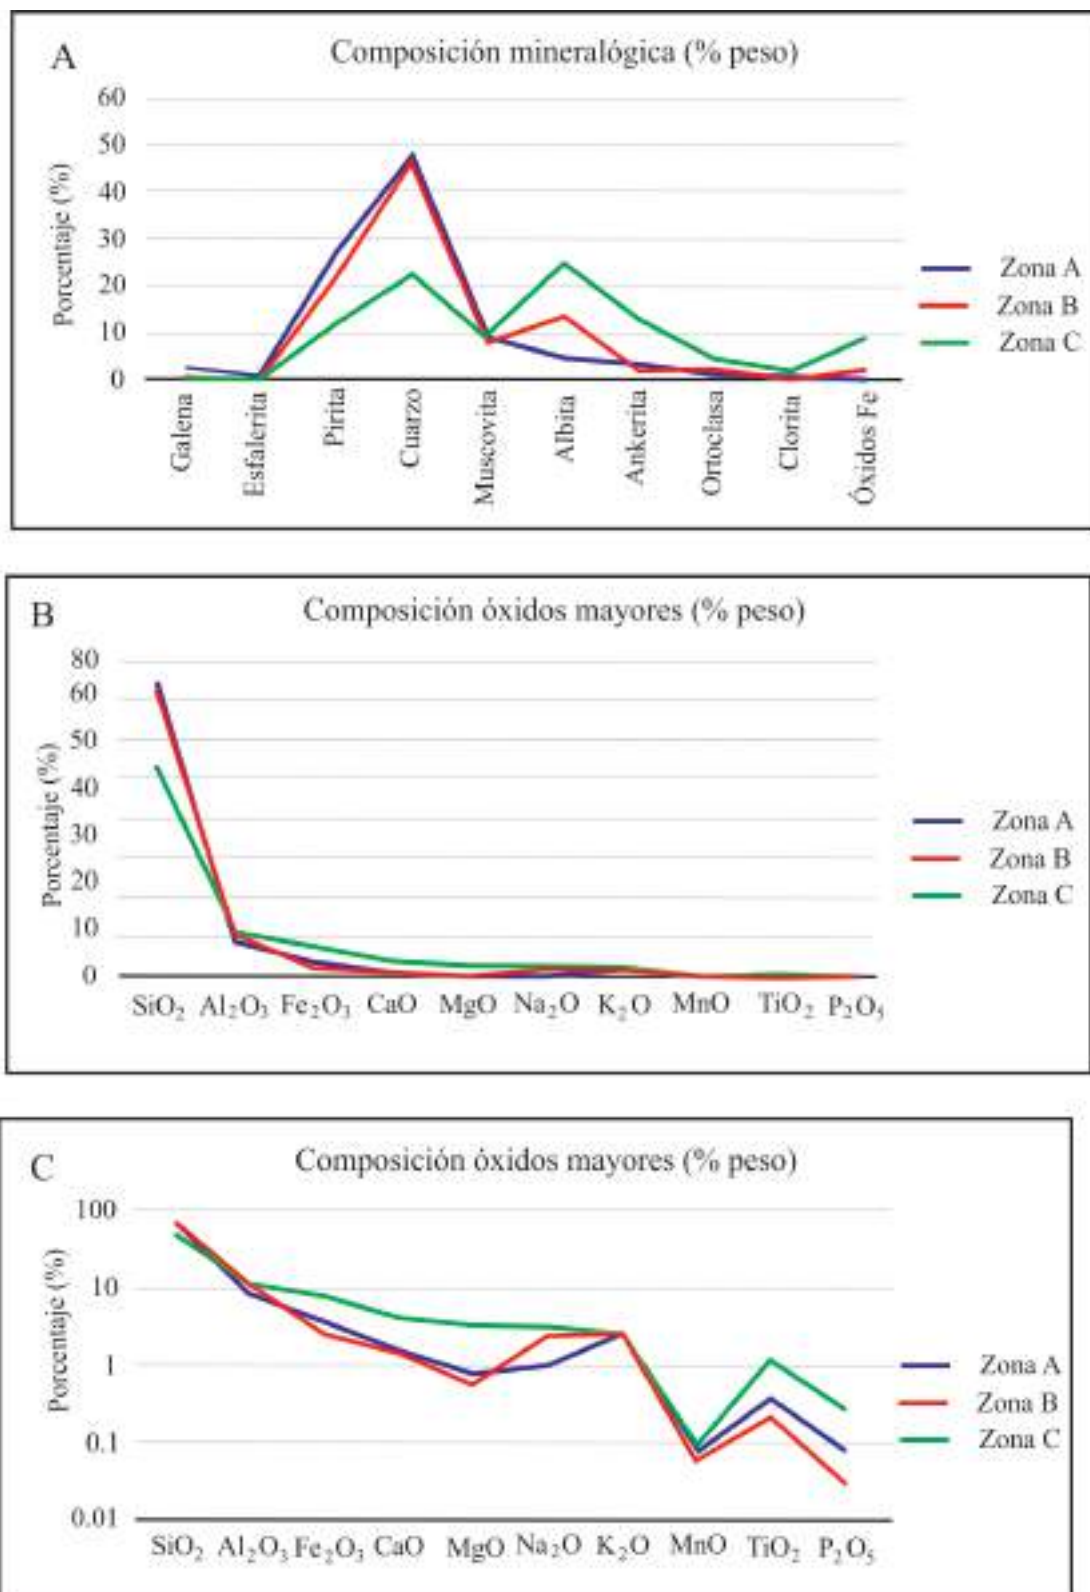 A
Composición mineralógica (% peso)
Porcentaje (%)
60
50
40
30
20
10
0
Galena
Esfalerita
Pirita
Cuarzo
Muscovita
Albita
Ankerita
Ortoclasa
Clorita
Óxidos Fe
Zona A
Zona B
Zona C
B
Composición óxidos mayores (% peso)
Porcentaje (%)
80
60
50
40
30
20
10
0
SiO₂ Al₂O₃ Fe₂O₃ CaO MgO Na₂O K₂O MnO TiO₂ P₂O₅
Zona A
Zona B
Zona C
C
Composición óxidos mayores (% peso)
Porcentaje (%)
100
10
1
0.1
0.01
SiO₂ Al₂O₃ Fe₂O₃ CaO MgO Na₂O K₂O MnO TiO₂ P₂O₅
Zona A
Zona B
Zona C